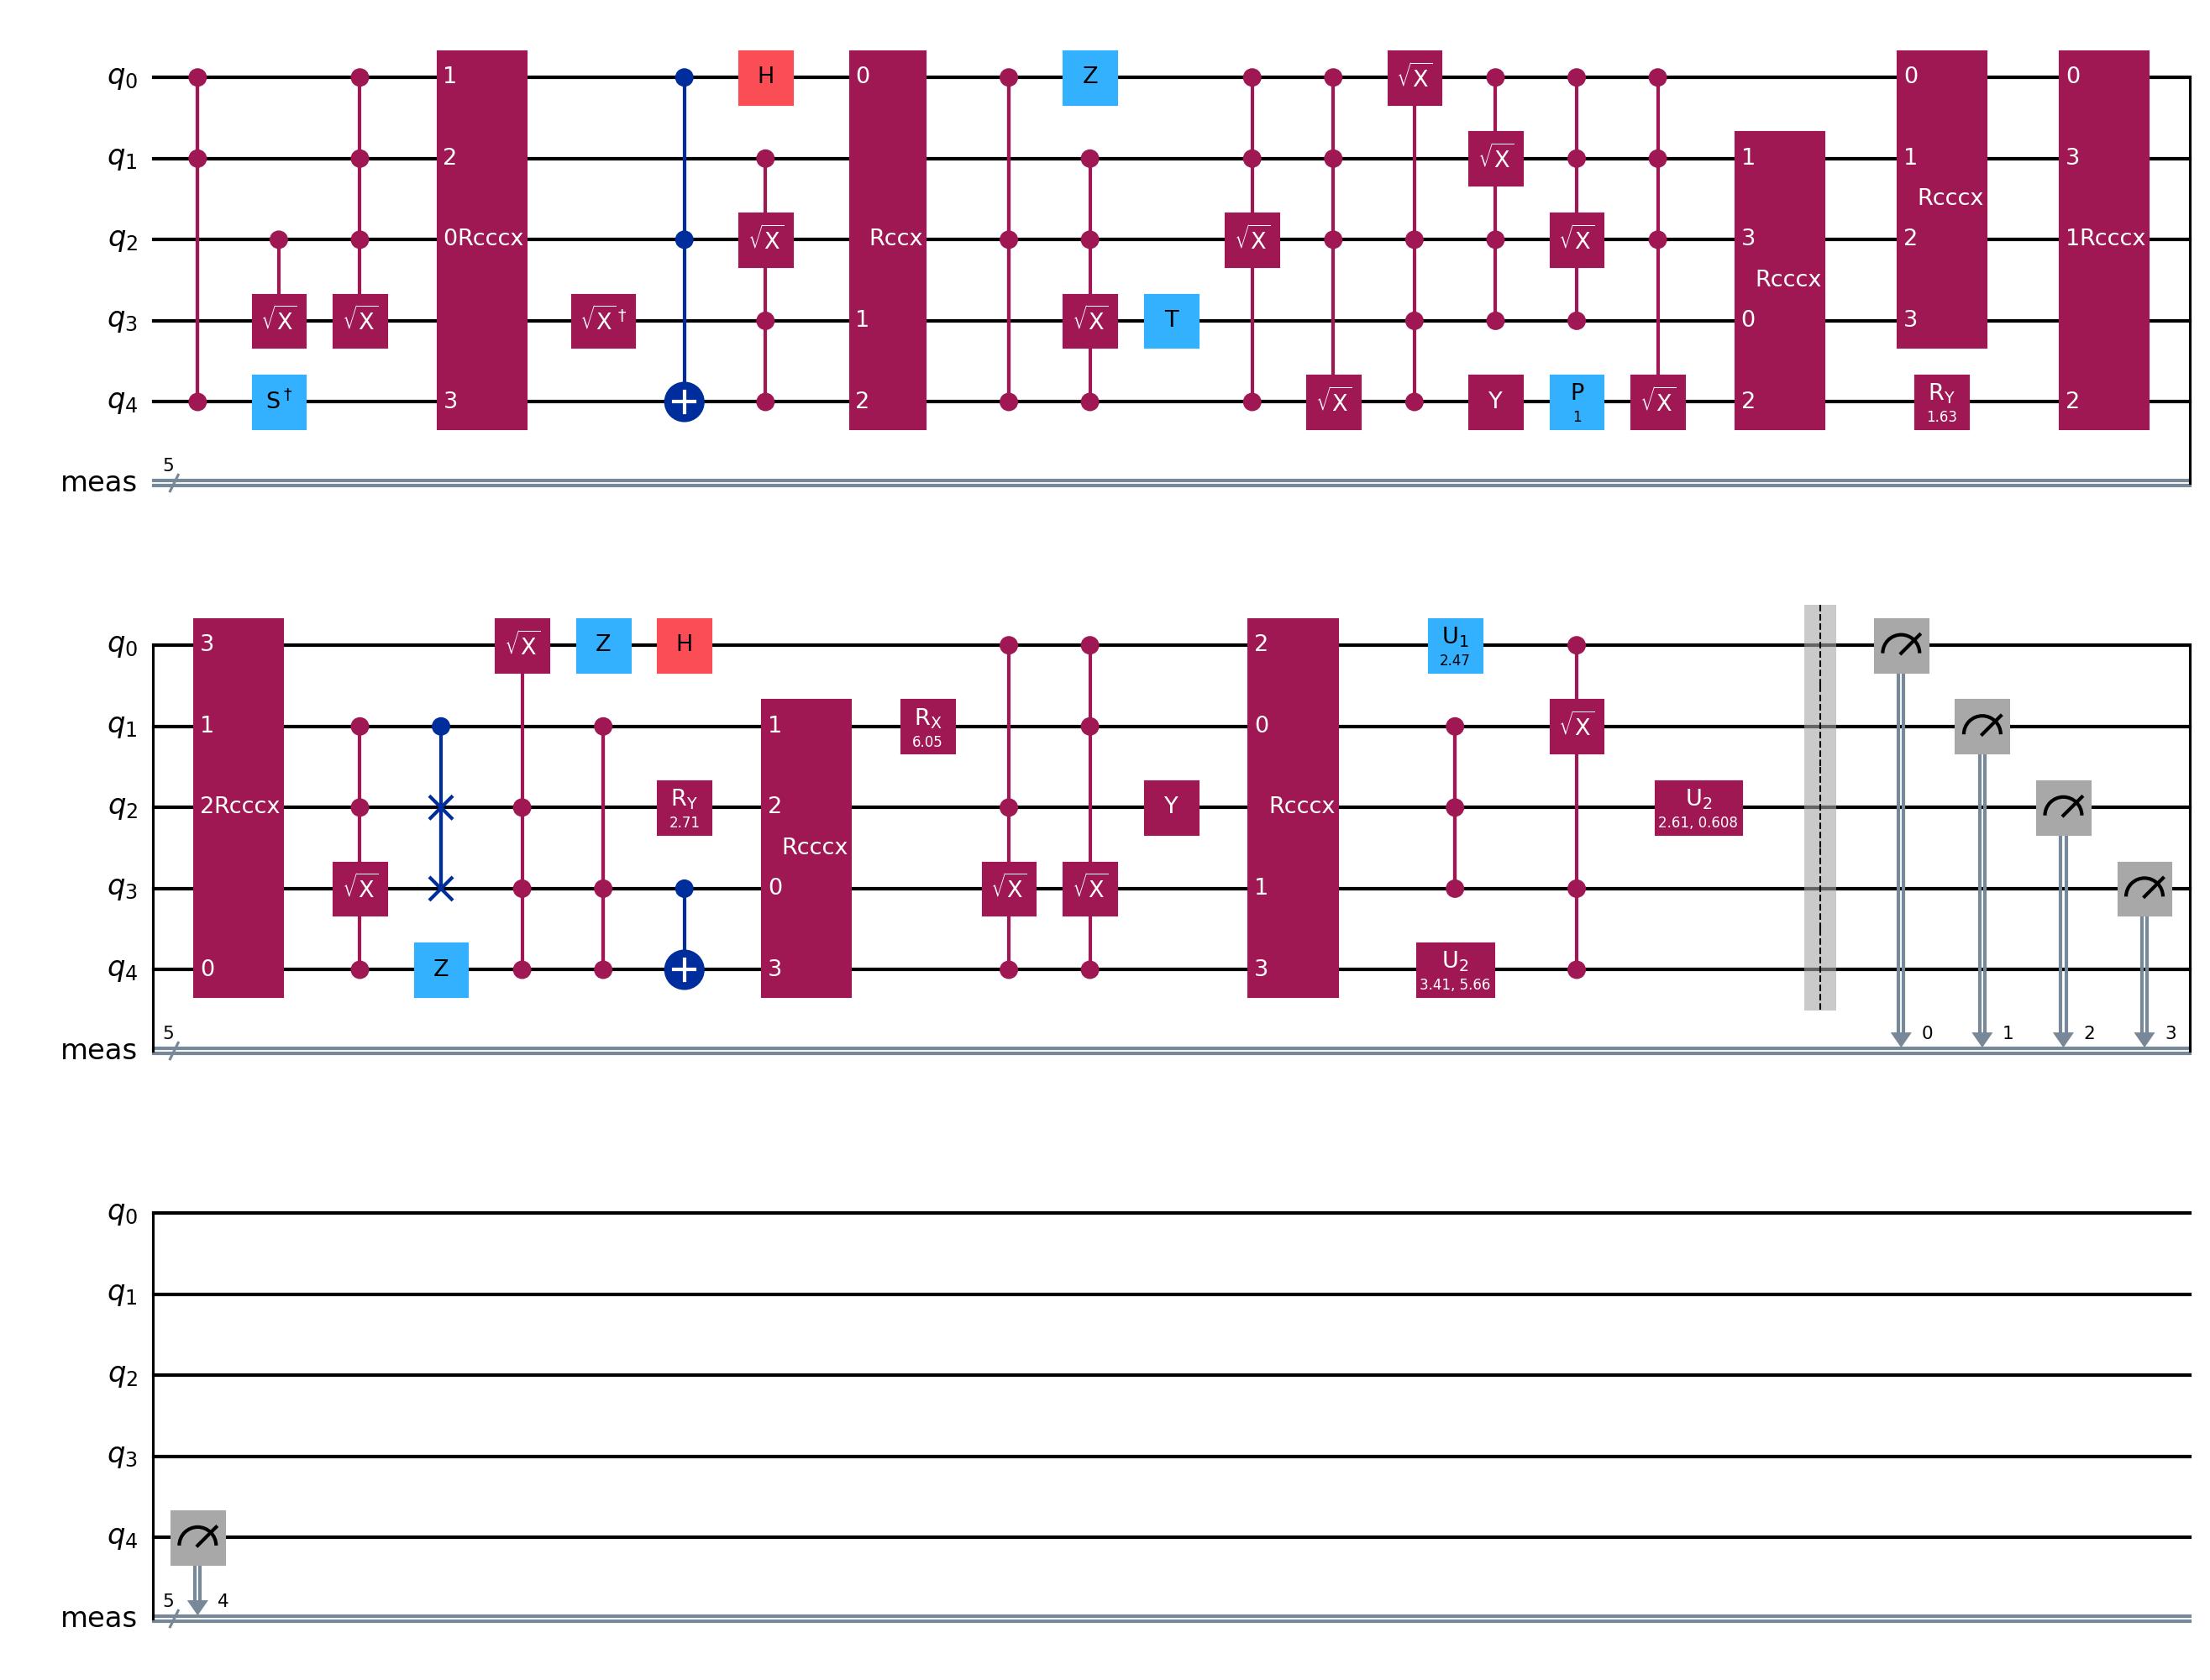 q0 1 H 0 Z √X 0 0
q1 2 √X 1 1 3
q2 0Rcccx √X Rccx √X √X 3 Rcccx 2 1Rcccx
q3 √X √X √X† 1 √X T Rcccx 0 3
q4 S† 3 2 √X Y P 1 √X 2 RY 1.63 2
meas 5
q0 3 √X Z H 2 U1 2.47
q1 1 1 RX 6.05 0 √X
q2 2Rcccx RY 2.71 2 Y Rcccx U2 2.61, 0.608
q3 √X Rcccx 0 √X √X 1
q4 0 Z 3 3 U2 3.41, 5.66
meas 5 0 1 2 3
q0
q1
q2
q3
q4
meas 5 4